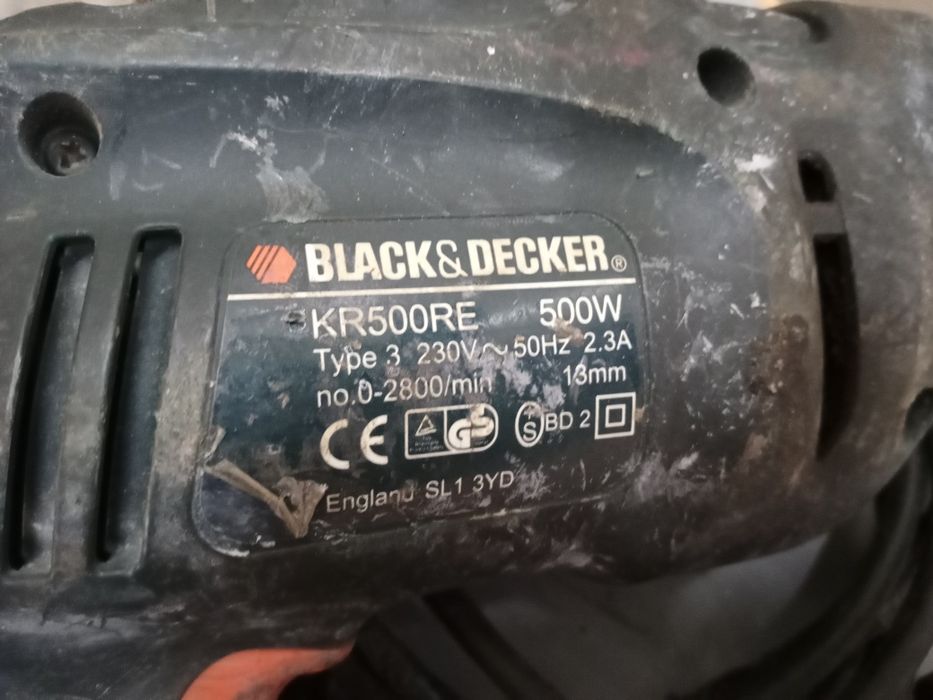 BLACK&DECKER®
KR500RE 500W
Type 3 230V~50Hz 2.3A
no.0-2800/min 13mm
CE GS +S BD 2
England SL1 3YD